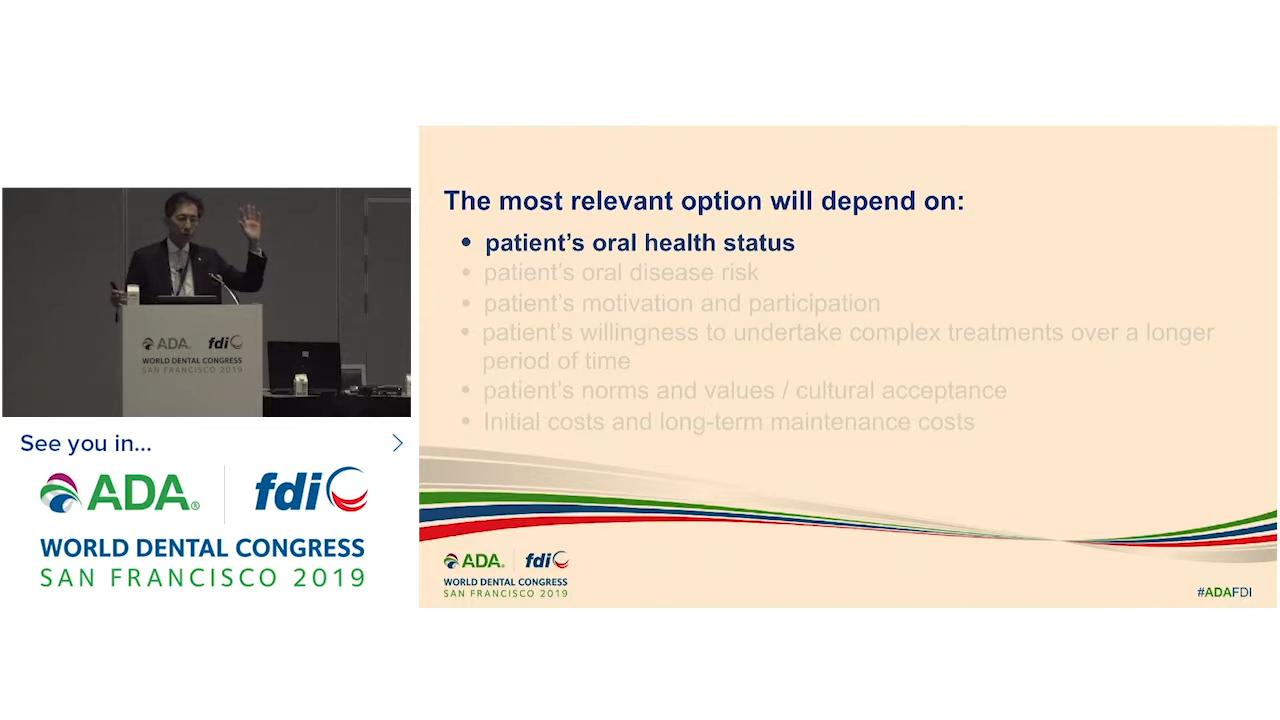 The most relevant option will depend on:
• patient's oral health status
• patient's oral disease risk
• patient's motivation and participation
• patient's willingness to undertake complex treatments over a longer
period of time
• patient's norms and values / cultural acceptance
• Initial costs and long-term maintenance costs
ADA. fdi
WORLD DENTAL CONGRESS
SAN FRANCISCO 2019
See you in...
ADA® fdi
WORLD DENTAL CONGRESS
SAN FRANCISCO 2019
ADA. fdi
WORLD DENTAL CONGRESS
SAN FRANCISCO 2019
#ADAFDI